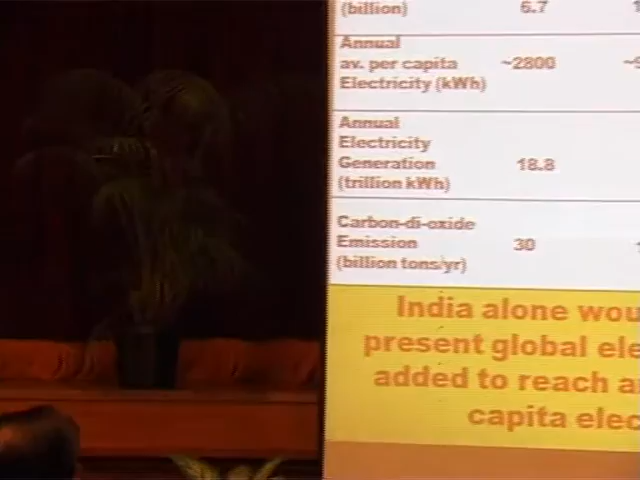 (billion) 6.7
Annual
av. per capita ~2800
Electricity (kWh)
Annual
Electricity
Generation 18.8
(trillion kWh)
Carbon-di-oxide
Emission 30
(billion tons/yr)
India alone wou
present global ele
added to reach a
capita elec